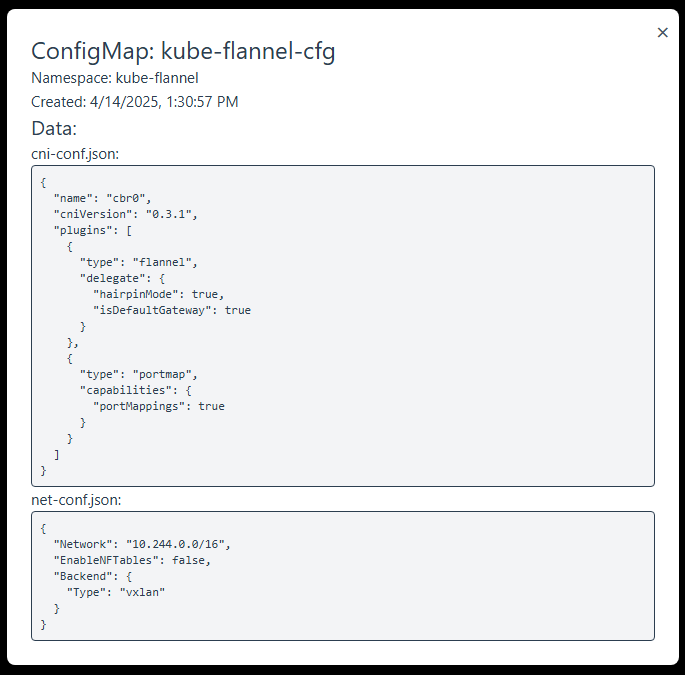 ×
ConfigMap: kube-flannel-cfg
Namespace: kube-flannel
Created: 4/14/2025, 1:30:57 PM
Data:
cni-conf.json:
{
  "name": "cbr0",
  "cniVersion": "0.3.1",
  "plugins": [
    {
      "type": "flannel",
      "delegate": {
        "hairpinMode": true,
        "isDefaultGateway": true
      }
    },
    {
      "type": "portmap",
      "capabilities": {
        "portMappings": true
      }
    }
  ]
}
net-conf.json:
{
  "Network": "10.244.0.0/16",
  "EnableNFTables": false,
  "Backend": {
    "Type": "vxlan"
  }
}